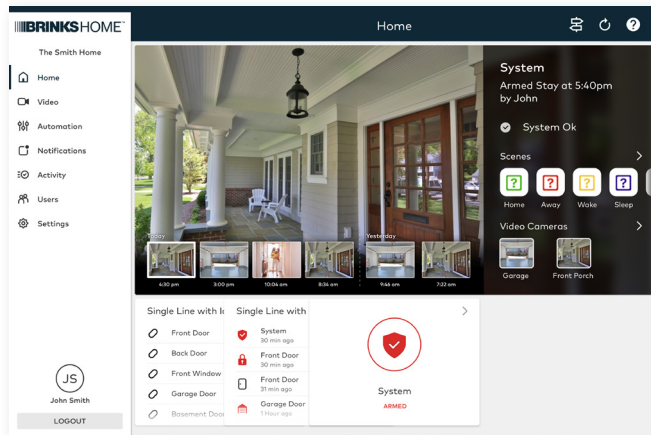 BRINKSHOME™
The Smith Home
Home
Video
Automation
Notifications
Activity
Users
Settings
JS
John Smith
LOGOUT
Home
?
Today
Yesterday
4:30 pm
3:00 pm
10:04 am
8:34 am
9:46 am
7:22 am
System
Armed Stay at 5:40pm
by John
System Ok
Scenes
?
?
?
?
Home
Away
Wake
Sleep
Video Cameras
Garage
Front Porch
Single Line with
Front Door
Back Door
Front Window
Garage Door
Basement Doo
Single Line with
System
30 min ago
Front Door
30 min ago
Front Door
31 min ago
Garage Door
1 Hour ago
System
ARMED